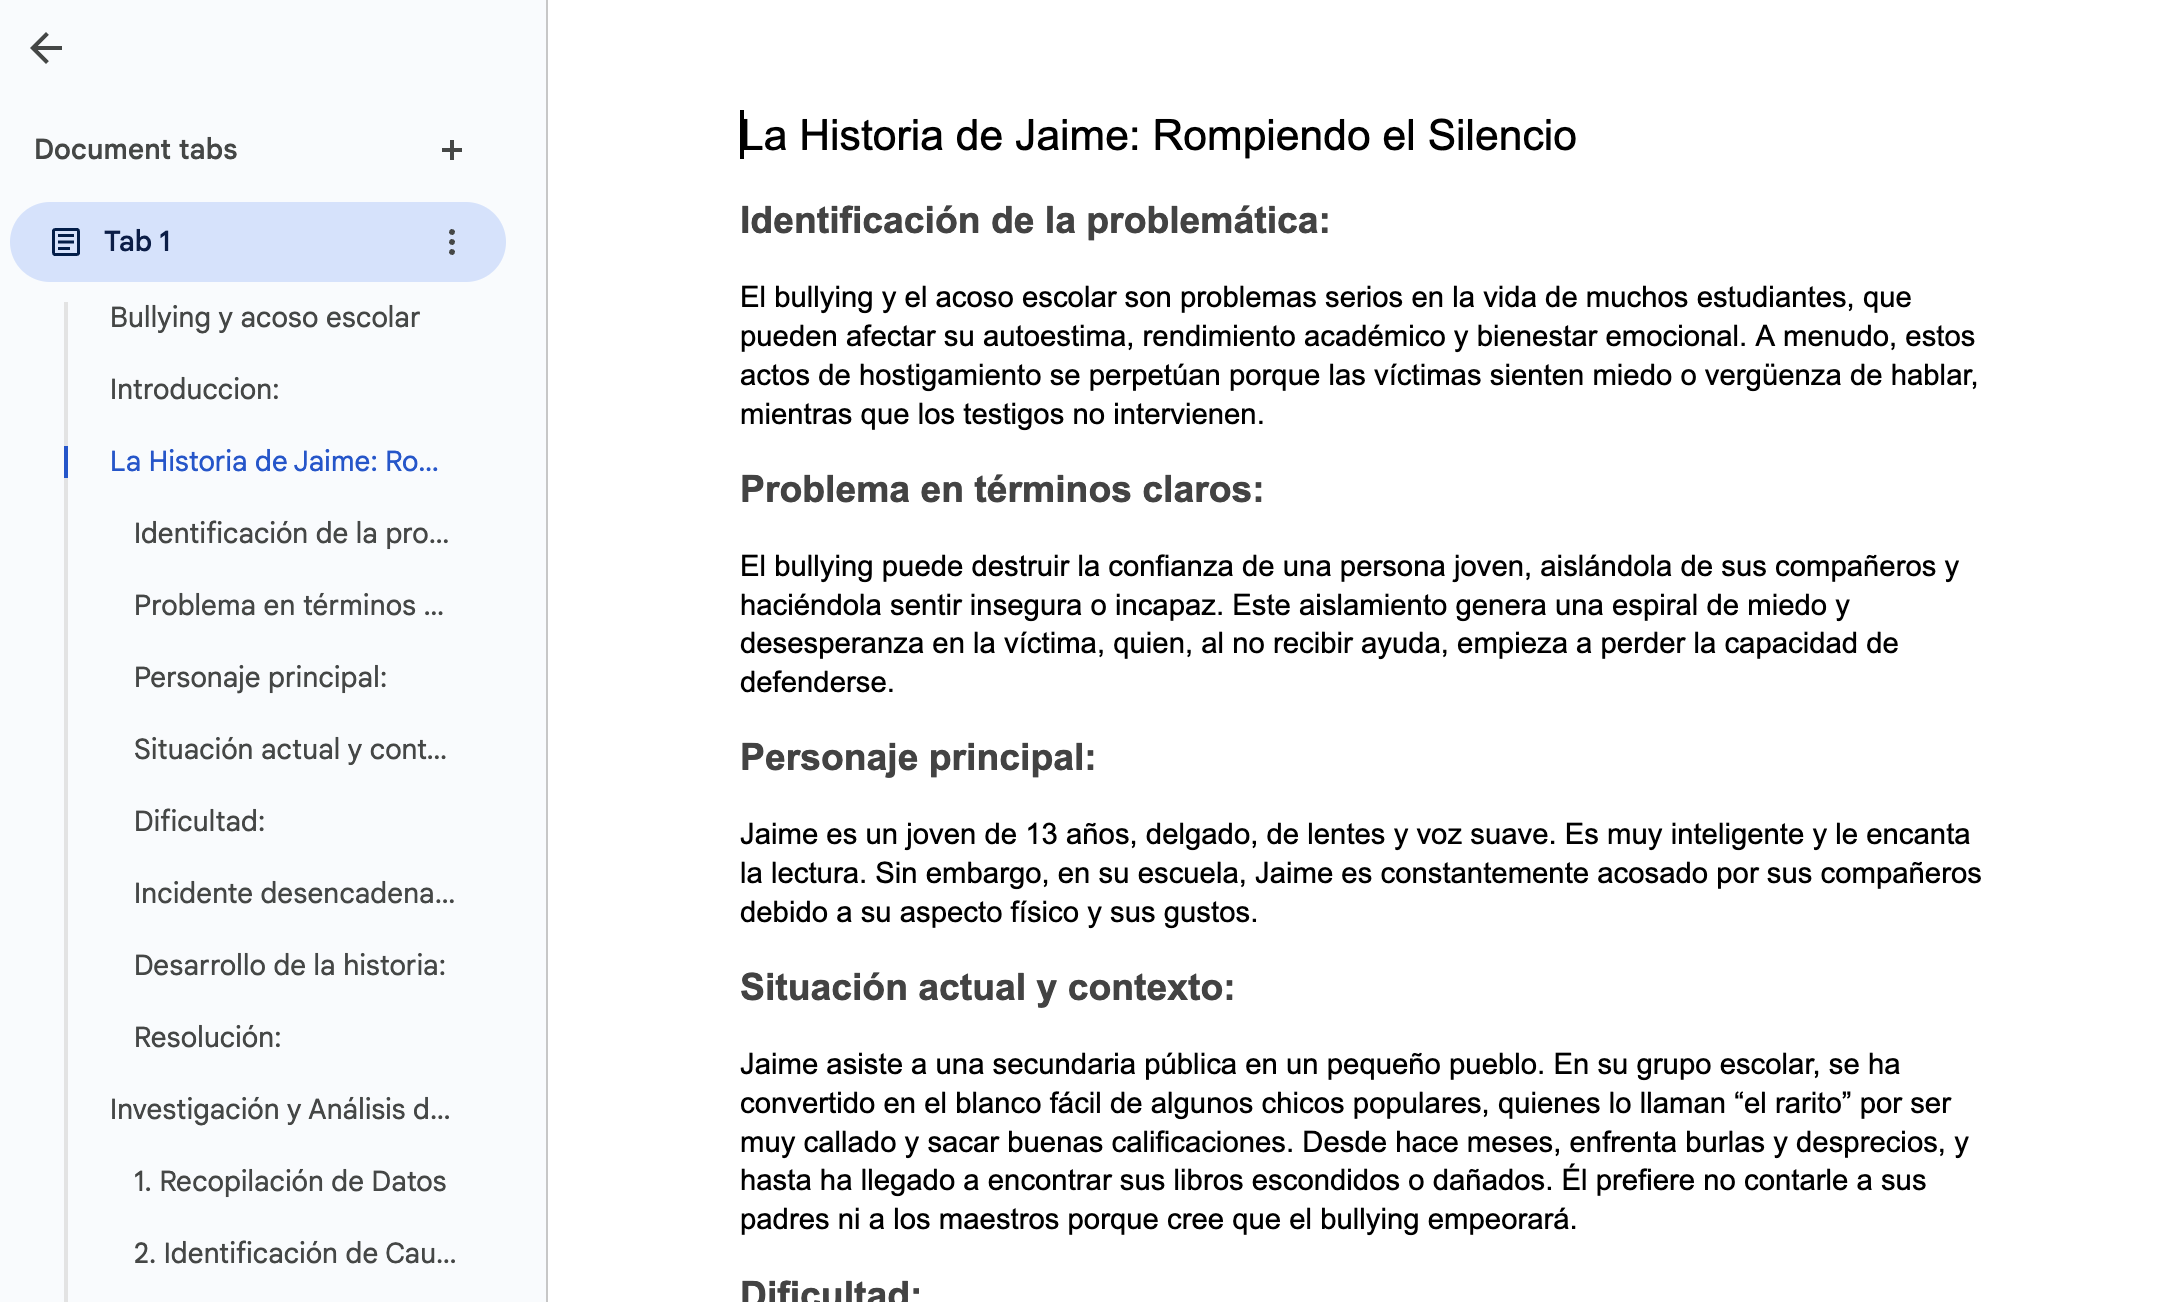 Document tabs
Tab 1
Bullying y acoso escolar
Introduccion:
La Historia de Jaime: Ro...
Identificación de la pro...
Problema en términos ...
Personaje principal:
Situación actual y cont...
Dificultad:
Incidente desencadena...
Desarrollo de la historia:
Resolución:
Investigación y Análisis d...
1. Recopilación de Datos
2. Identificación de Cau...
La Historia de Jaime: Rompiendo el Silencio
Identificación de la problemática:
El bullying y el acoso escolar son problemas serios en la vida de muchos estudiantes, que
pueden afectar su autoestima, rendimiento académico y bienestar emocional. A menudo, estos
actos de hostigamiento se perpetúan porque las víctimas sienten miedo o vergüenza de hablar,
mientras que los testigos no intervienen.
Problema en términos claros:
El bullying puede destruir la confianza de una persona joven, aislándola de sus compañeros y
haciéndola sentir insegura o incapaz. Este aislamiento genera una espiral de miedo y
desesperanza en la víctima, quien, al no recibir ayuda, empieza a perder la capacidad de
defenderse.
Personaje principal:
Jaime es un joven de 13 años, delgado, de lentes y voz suave. Es muy inteligente y le encanta
la lectura. Sin embargo, en su escuela, Jaime es constantemente acosado por sus compañeros
debido a su aspecto físico y sus gustos.
Situación actual y contexto:
Jaime asiste a una secundaria pública en un pequeño pueblo. En su grupo escolar, se ha
convertido en el blanco fácil de algunos chicos populares, quienes lo llaman “el rarito” por ser
muy callado y sacar buenas calificaciones. Desde hace meses, enfrenta burlas y desprecios, y
hasta ha llegado a encontrar sus libros escondidos o dañados. Él prefiere no contarle a sus
padres ni a los maestros porque cree que el bullying empeorará.
Dificultad: